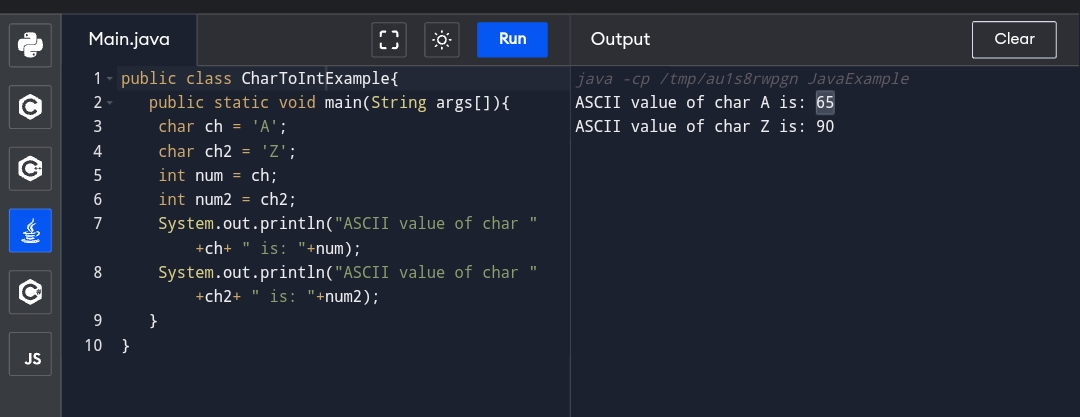 Main.java
Run
Output
Clear
1 public class CharToIntExample{
2 public static void main(String args[]){
3 char ch = 'A';
4 char ch2 = 'Z';
5 int num = ch;
6 int num2 = ch2;
7 System.out.println("ASCII value of char "
+ch+ " is: "+num);
8 System.out.println("ASCII value of char "
+ch2+ " is: "+num2);
9 }
10 }
java -cp /tmp/au1s8rwpgn JavaExample
ASCII value of char A is: 65
ASCII value of char Z is: 90
JS